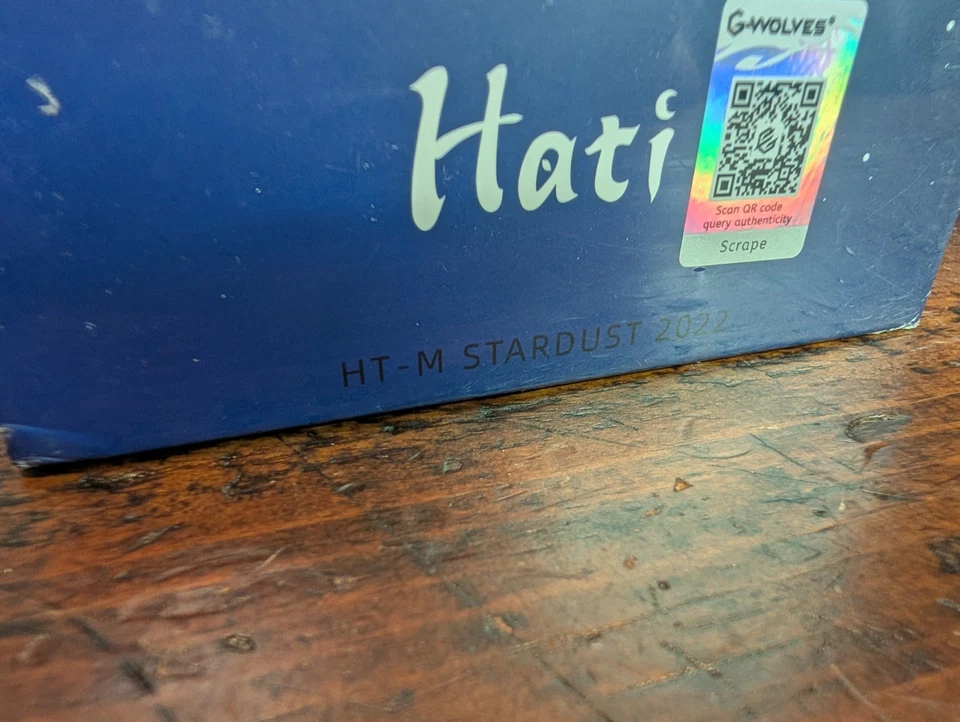 G-WOLVES®
Hati
Scan QR code
query authenticity
Scrape
HT-M STARDUST 2022